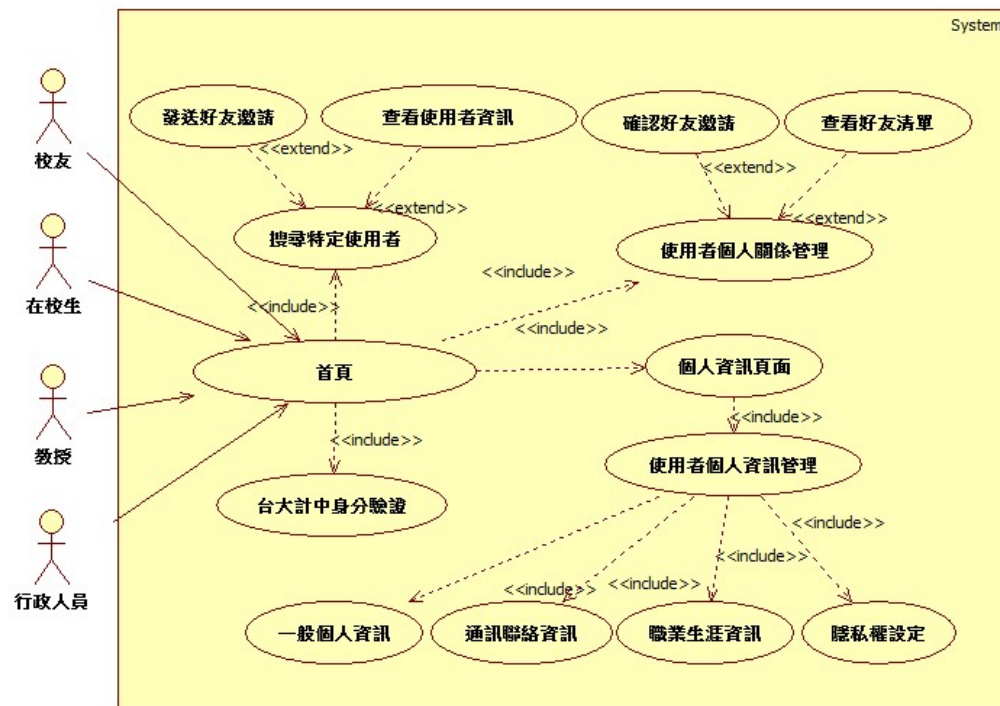 System
發送好友邀請
查看使用者資訊
確認好友邀請
查看好友清單
<<extend>>
<<extend>>
校友
<<extend>>
<<extend>>
搜尋特定使用者
使用者個人關係管理
<<include>>
在校生
<<include>>
<<include>>
首頁
個人資訊頁面
<<include>>
<<include>>
教授
使用者個人資訊管理
台大計中身分驗證
<<include>>
<<include>>
<<include>>
<<include>>
行政人員
一般個人資訊
通訊聯絡資訊
職業生涯資訊
隱私權設定